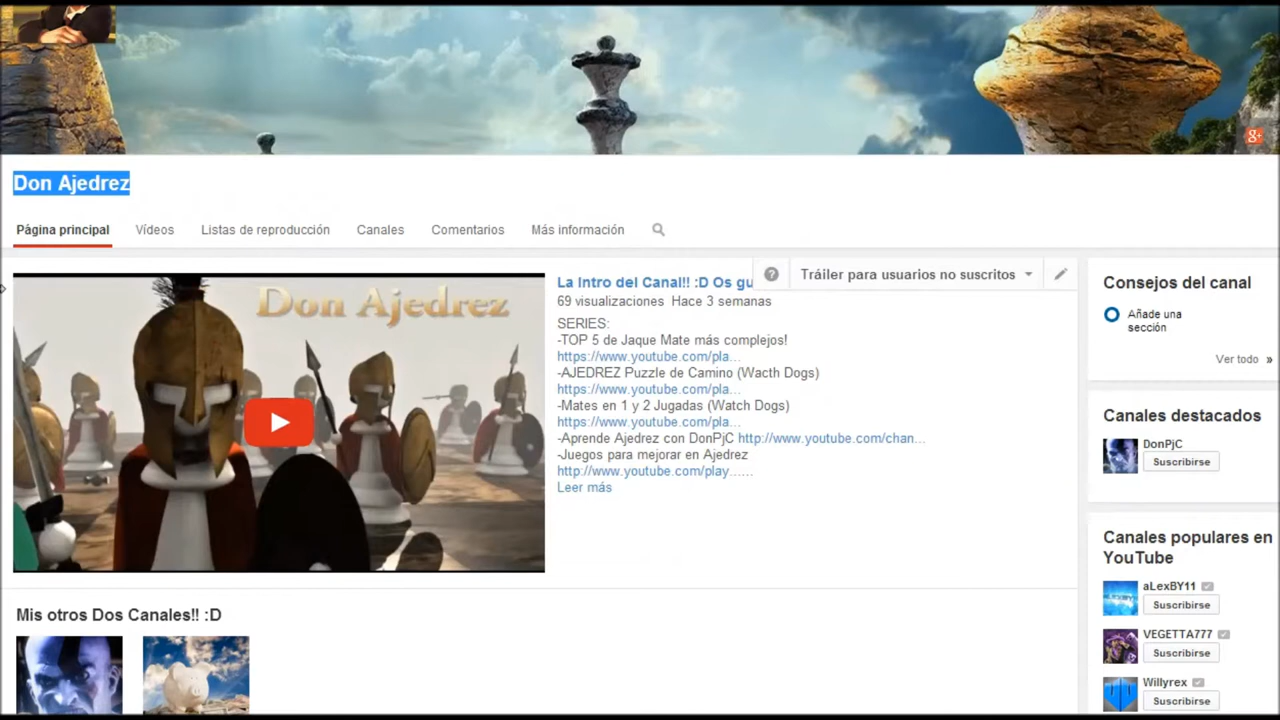 g+
Don Ajedrez
Página principal
Vídeos
Listas de reproducción
Canales
Comentarios
Más información
Don Ajedrez
La Intro del Canal!! :D Os gu
69 visualizaciones Hace 3 semanas
SERIES:
-TOP 5 de Jaque Mate más complejos!
https://www.youtube.com/pla...
-AJEDREZ Puzzle de Camino (Wacth Dogs)
https://www.youtube.com/pla...
-Mates en 1 y 2 Jugadas (Watch Dogs)
https://www.youtube.com/pla...
-Aprende Ajedrez con DonPjC http://www.youtube.com/chan...
-Juegos para mejorar en Ajedrez
http://www.youtube.com/play......
Leer más
? Tráiler para usuarios no suscritos
Consejos del canal
Añade una
sección
Ver todo »
Canales destacados
DonPjC
Suscribirse
Canales populares en
YouTube
aLexBY11
Suscribirse
VEGETTA777
Suscribirse
Willyrex
Suscribirse
Mis otros Dos Canales!! :D